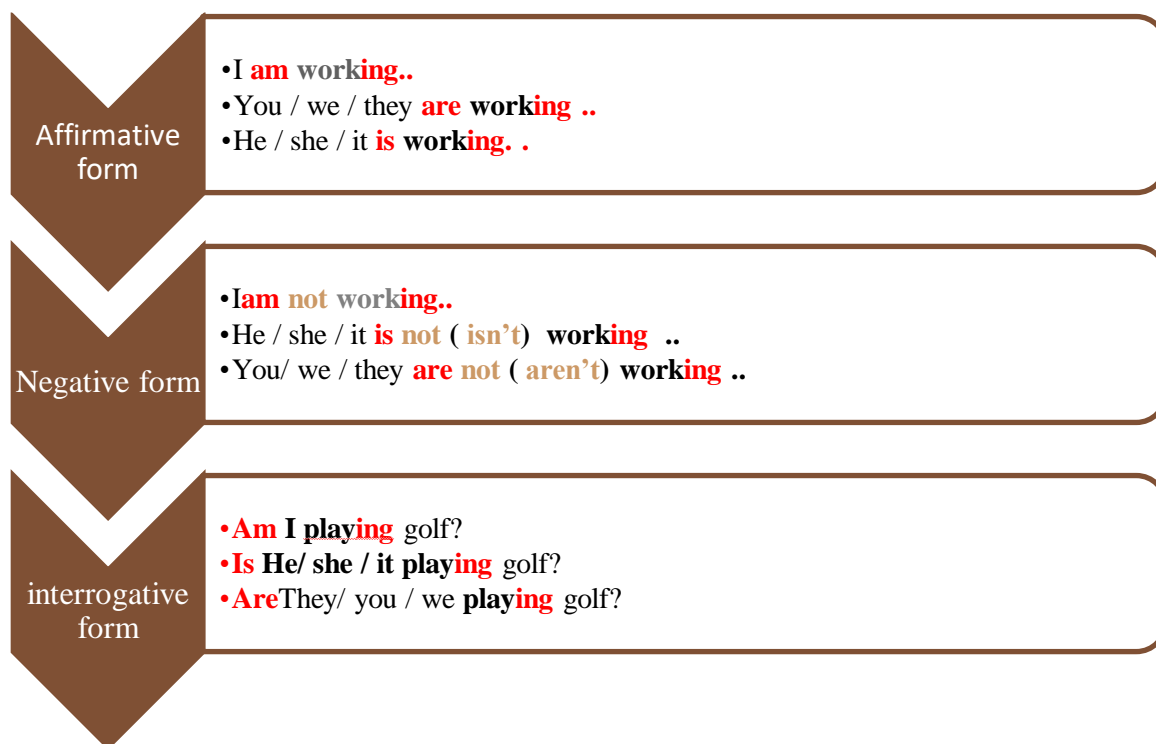 Affirmative
form
•I am working..
•You / we / they are working ..
•He / she / it is working. .
Negative form
•Iam not working..
•He / she / it is not ( isn't)  working  ..
•You/ we / they are not ( aren't) working ..
interrogative
form
•Am I playing golf?
•Is He/ she / it playing golf?
•AreThey/ you / we playing golf?